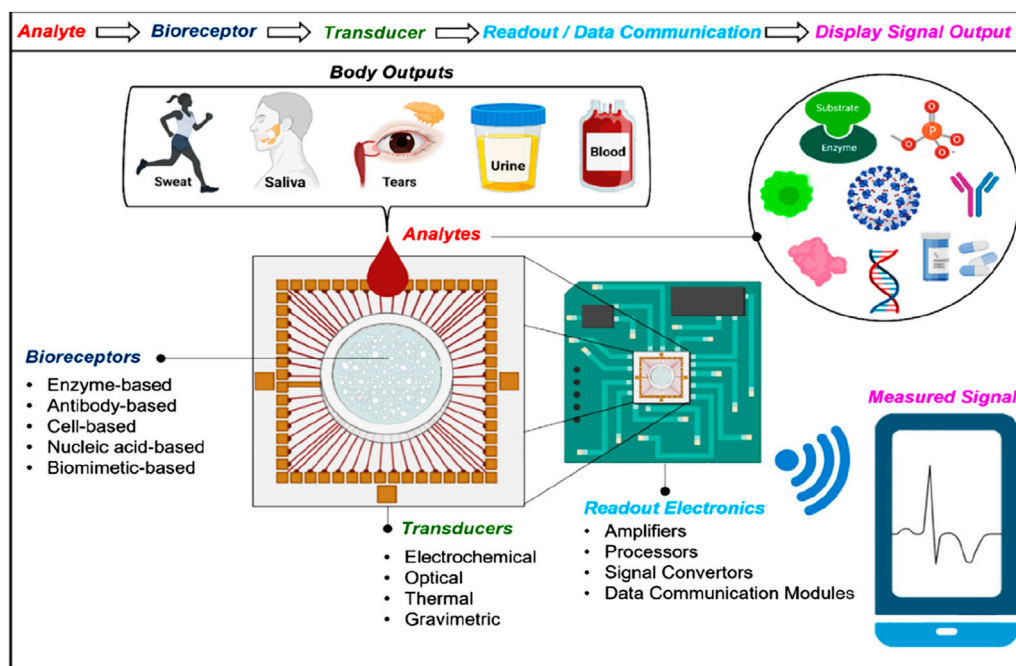 Analyte Bioreceptor Transducer Readout / Data Communication Display Signal Output
Body Outputs
Sweat
Saliva
Tears
Urine
Blood
Substrate
Enzyme
P
O
O
O
O
-
Analytes
Bioreceptors
• Enzyme-based
• Antibody-based
• Cell-based
• Nucleic acid-based
• Biomimetic-based
Transducers
• Electrochemical
• Optical
• Thermal
• Gravimetric
Readout Electronics
• Amplifiers
• Processors
• Signal Convertors
• Data Communication Modules
Measured Signal